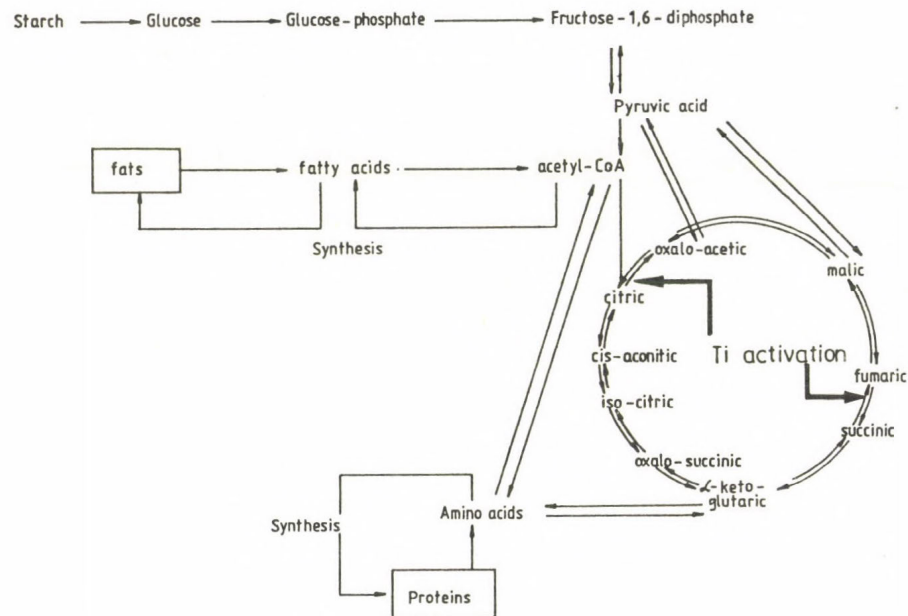 Starch
Glucose
Glucose-phosphate
Fructose-1,6-diphosphate
Pyruvic acid
fats
fatty acids
acetyl-CoA
Synthesis
oxalo-acetic
malic
citric
cis-aconitic
Ti activation
fumaric
iso-citric
succinic
oxalo-succinic
-keto-
glutaric
Amino acids
Synthesis
Proteins